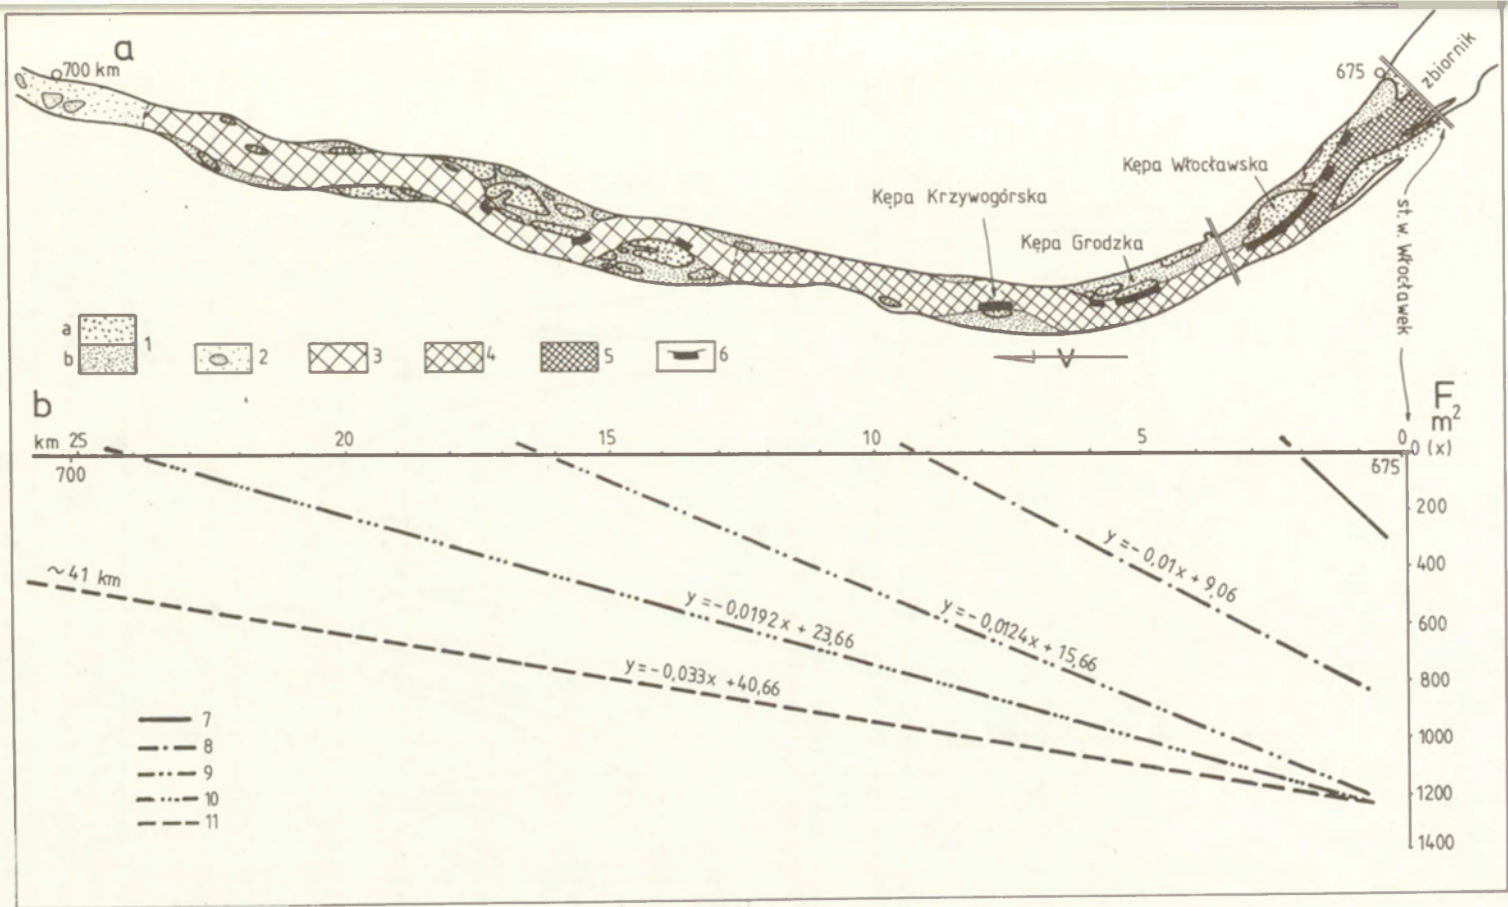 a
700 km
675
zbiornik
Kępa Włocławska
Kępa Krzywogórska
Kępa Grodzka
st. w. Włocławek
a
b
1
2
3
4
5
6
b
F m²
km 25 20 15 10 5 0
0 (x)
700
675
200
400
600
800
1000
1200
1400
~41 km
y=-0,01x + 9,06
y=-0,0124x + 15,66
y=-0,0192x + 23,66
y=-0,033x +40,66
7
8
9
10
11